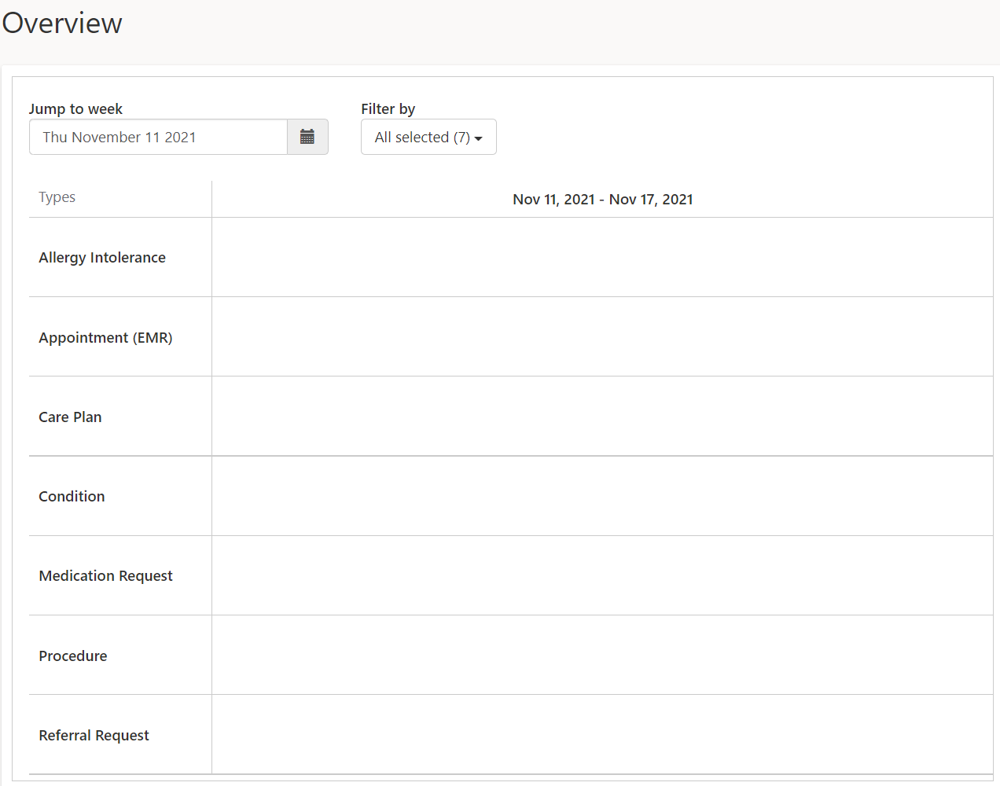 Overview
Jump to week
Filter by
Thu November 11 2021
All selected (7)
Types
Nov 11, 2021 - Nov 17, 2021
Allergy Intolerance
Appointment (EMR)
Care Plan
Condition
Medication Request
Procedure
Referral Request